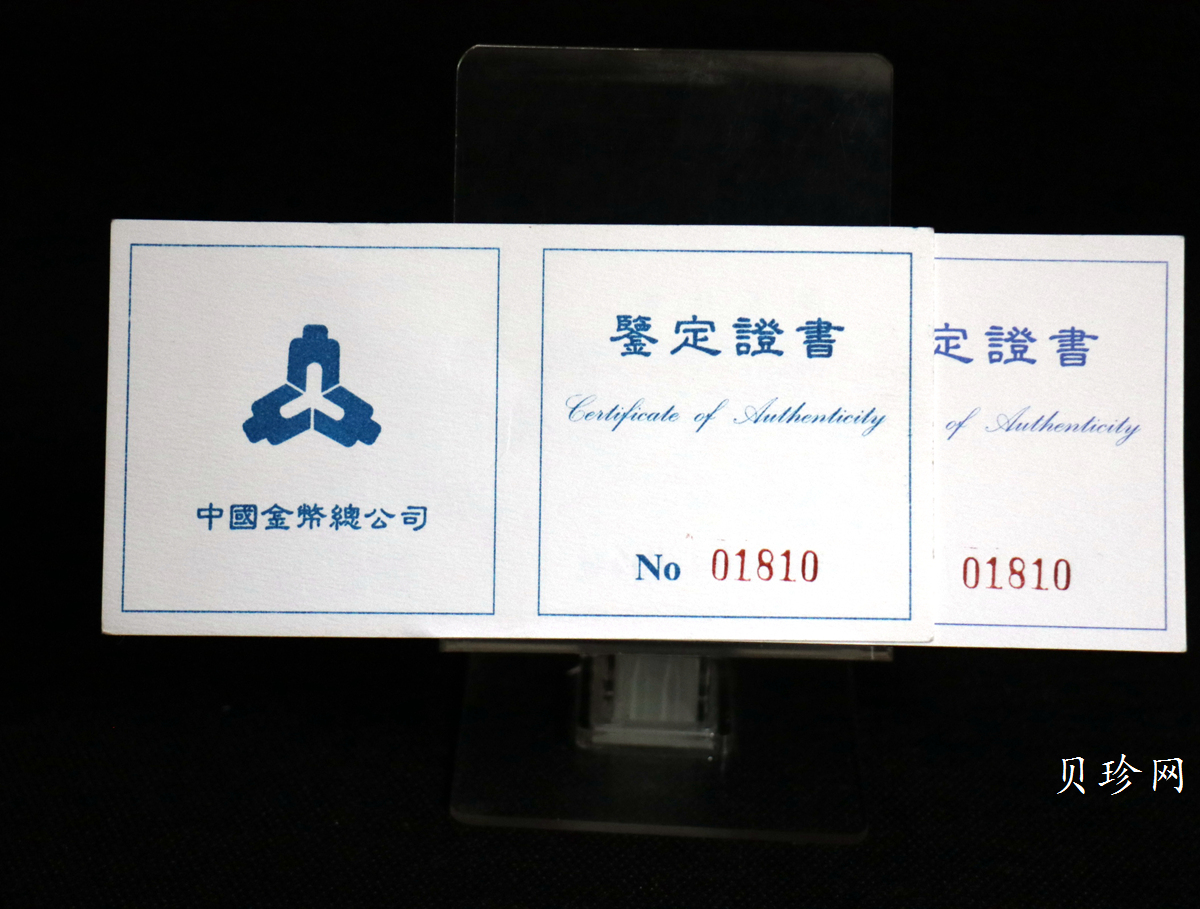 中國金幣總公司
鑒定證書
Certificate of Authenticity
No 01810
定證書
of Authenticity
01810
贝珍网